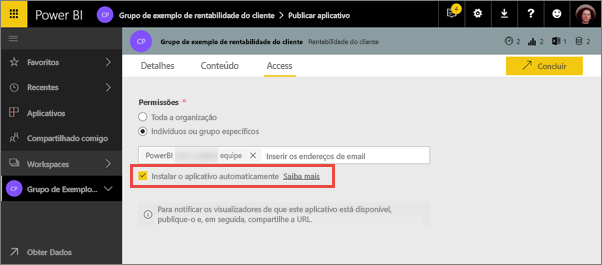 Power BI Grupo de exemplo de rentabilidade do cliente > Publicar aplicativo 4
CP Grupo de exemplo de rentabilidade do cliente Rentabilidade do cliente 2 2 1 2
Favoritos
Recentes
Aplicativos
Compartilhado comigo
Workspaces
CP Grupo de Exemplo...
Obter Dados
Detalhes Conteúdo Access Concluir
Permissões *
Toda a organização
Indivíduos ou grupo específicos
PowerBI equipe Inserir os endereços de email
Instalar o aplicativo automaticamente Saiba mais
Para notificar os visualizadores de que este aplicativo está disponível,
publique-o e, em seguida, compartilhe a URL.